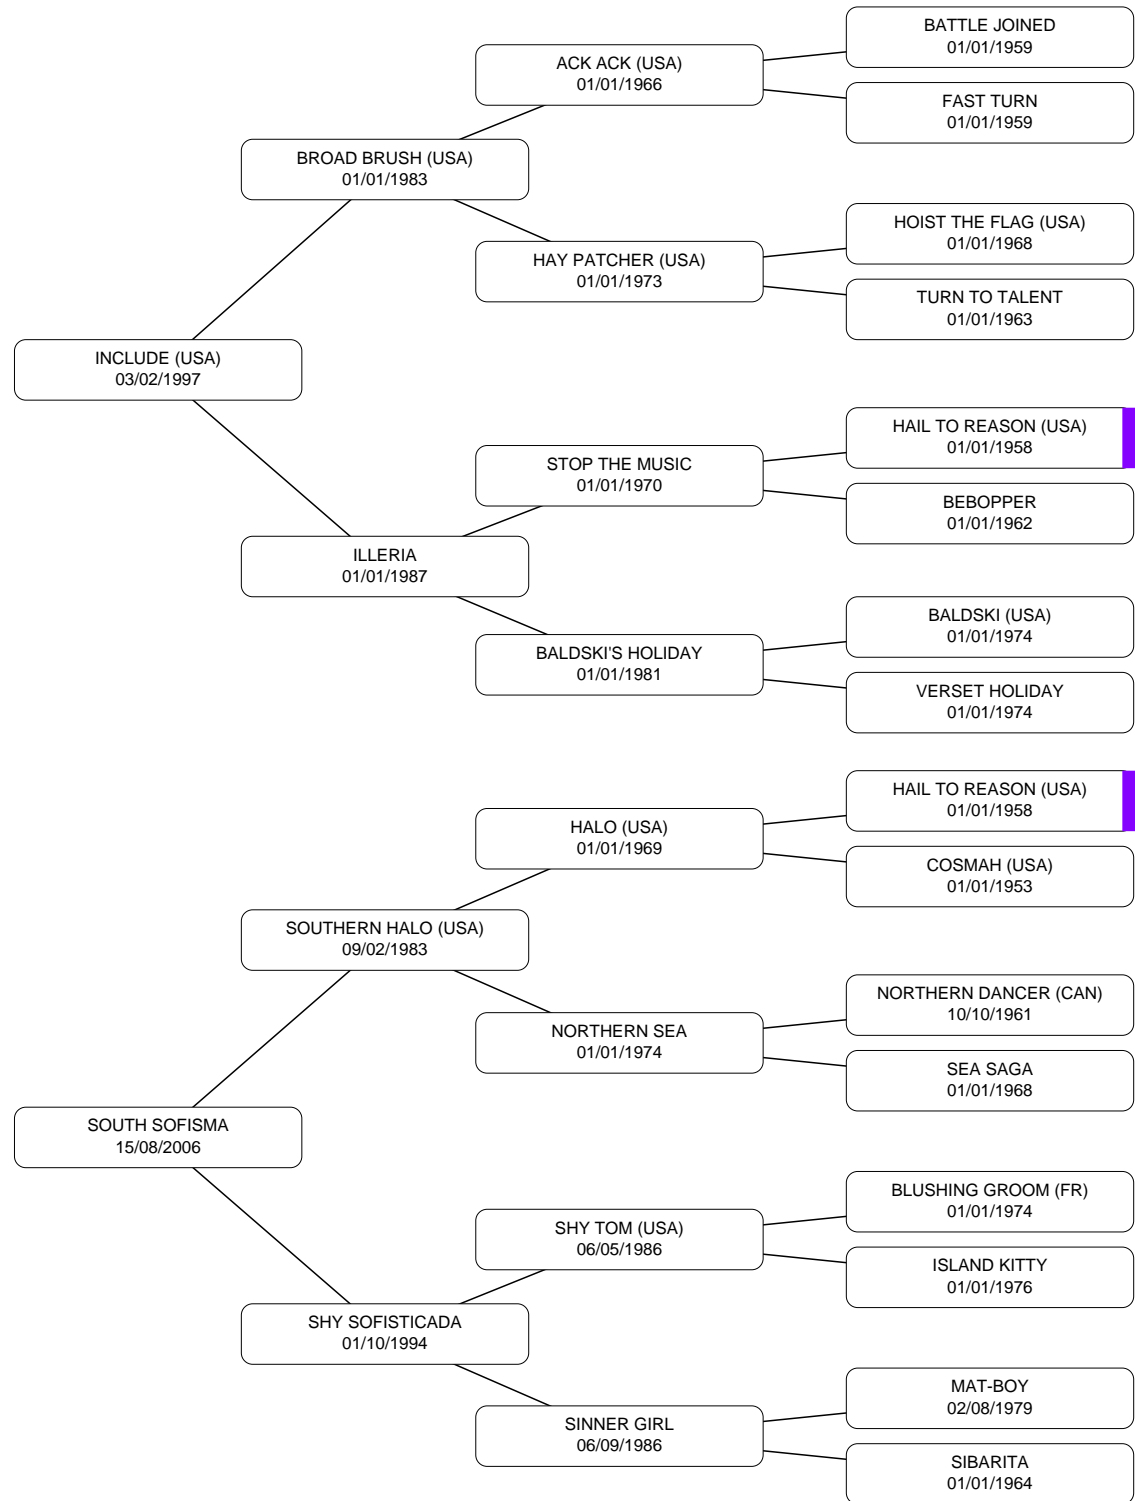 BATTLE JOINED
01/01/1959
ACK ACK (USA)
01/01/1966
FAST TURN
01/01/1959
BROAD BRUSH (USA)
01/01/1983
HOIST THE FLAG (USA)
01/01/1968
HAY PATCHER (USA)
01/01/1973
TURN TO TALENT
01/01/1963
INCLUDE (USA)
03/02/1997
HAIL TO REASON (USA)
01/01/1958
STOP THE MUSIC
01/01/1970
BEBOPPER
01/01/1962
ILLERIA
01/01/1987
BALDSKI (USA)
01/01/1974
BALDSKI'S HOLIDAY
01/01/1981
VERSET HOLIDAY
01/01/1974
HAIL TO REASON (USA)
01/01/1958
HALO (USA)
01/01/1969
COSMAH (USA)
01/01/1953
SOUTHERN HALO (USA)
09/02/1983
NORTHERN DANCER (CAN)
10/10/1961
NORTHERN SEA
01/01/1974
SEA SAGA
01/01/1968
SOUTH SOFISMA
15/08/2006
BLUSHING GROOM (FR)
01/01/1974
SHY TOM (USA)
06/05/1986
ISLAND KITTY
01/01/1976
SHY SOFISTICADA
01/10/1994
MAT-BOY
02/08/1979
SINNER GIRL
06/09/1986
SIBARITA
01/01/1964